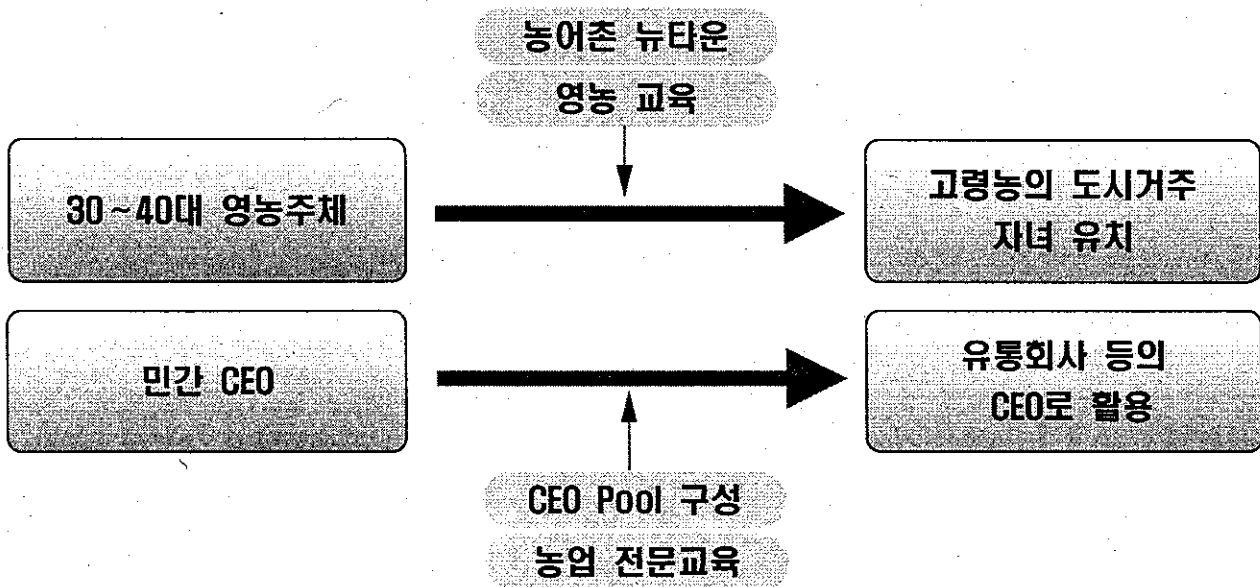 농어촌 뉴타운
영농 교육
30~40대 영농주체
고령농의 도시거주
자녀 유치
민간 CEO
유통회사 등의
CEO로 활용
CEO Pool 구성
농업 전문교육